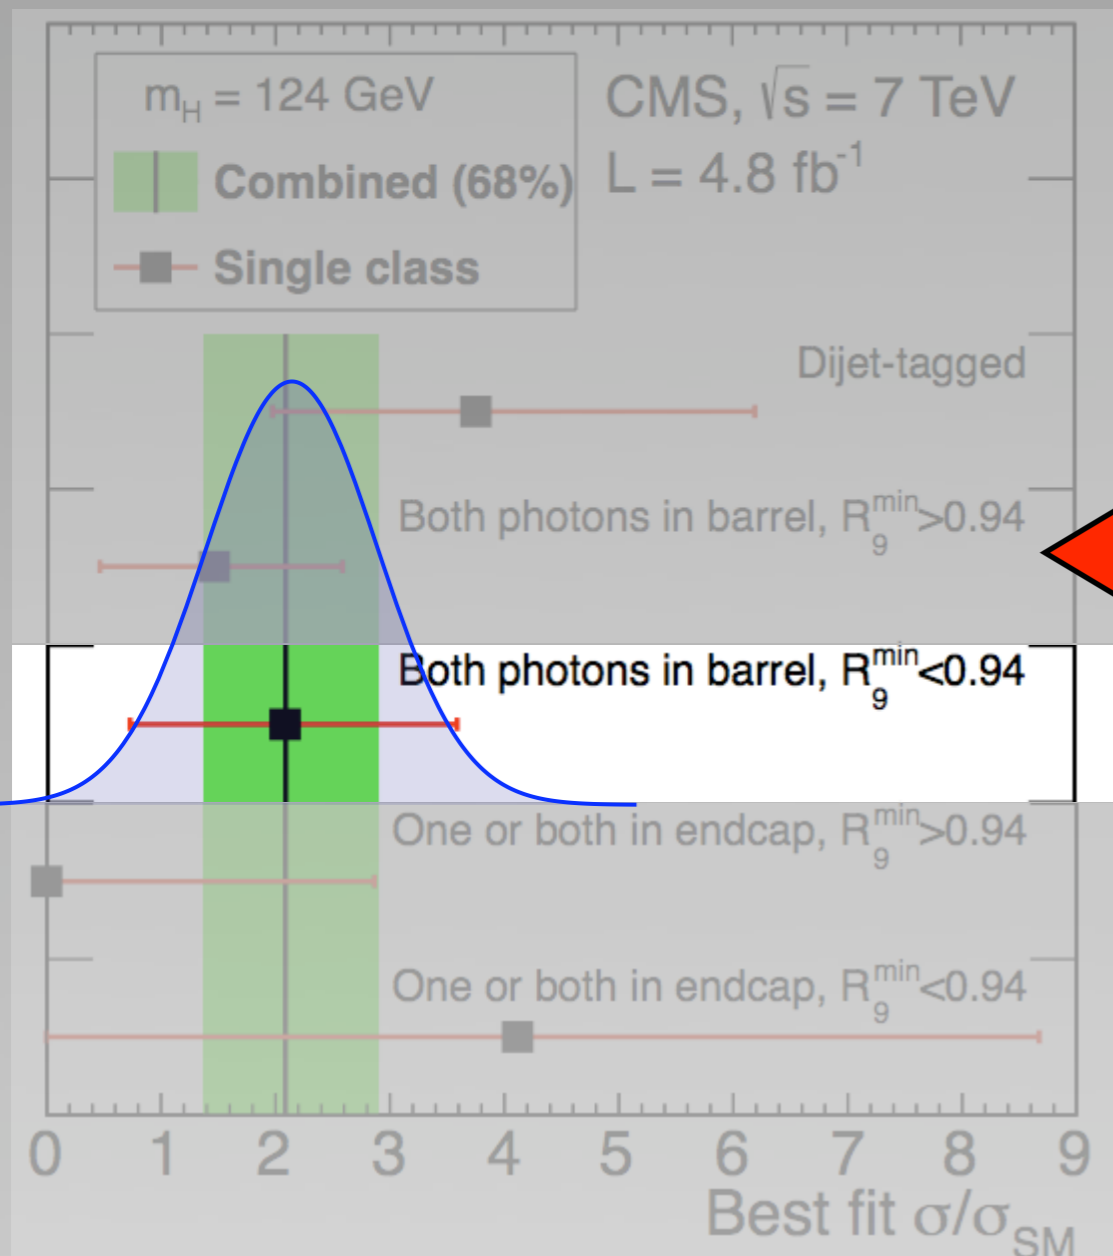 m_H = 124 GeV
Combined (68%)
Single class
CMS, √s = 7 TeV
L = 4.8 fb⁻¹
Dijet-tagged
Both photons in barrel, R₉^min>0.94
Both photons in barrel, R₉^min<0.94
One or both in endcap, R₉^min>0.94
One or both in endcap, R₉^min<0.94
0 1 2 3 4 5 6 7 8 9
Best fit σ/σ_SM